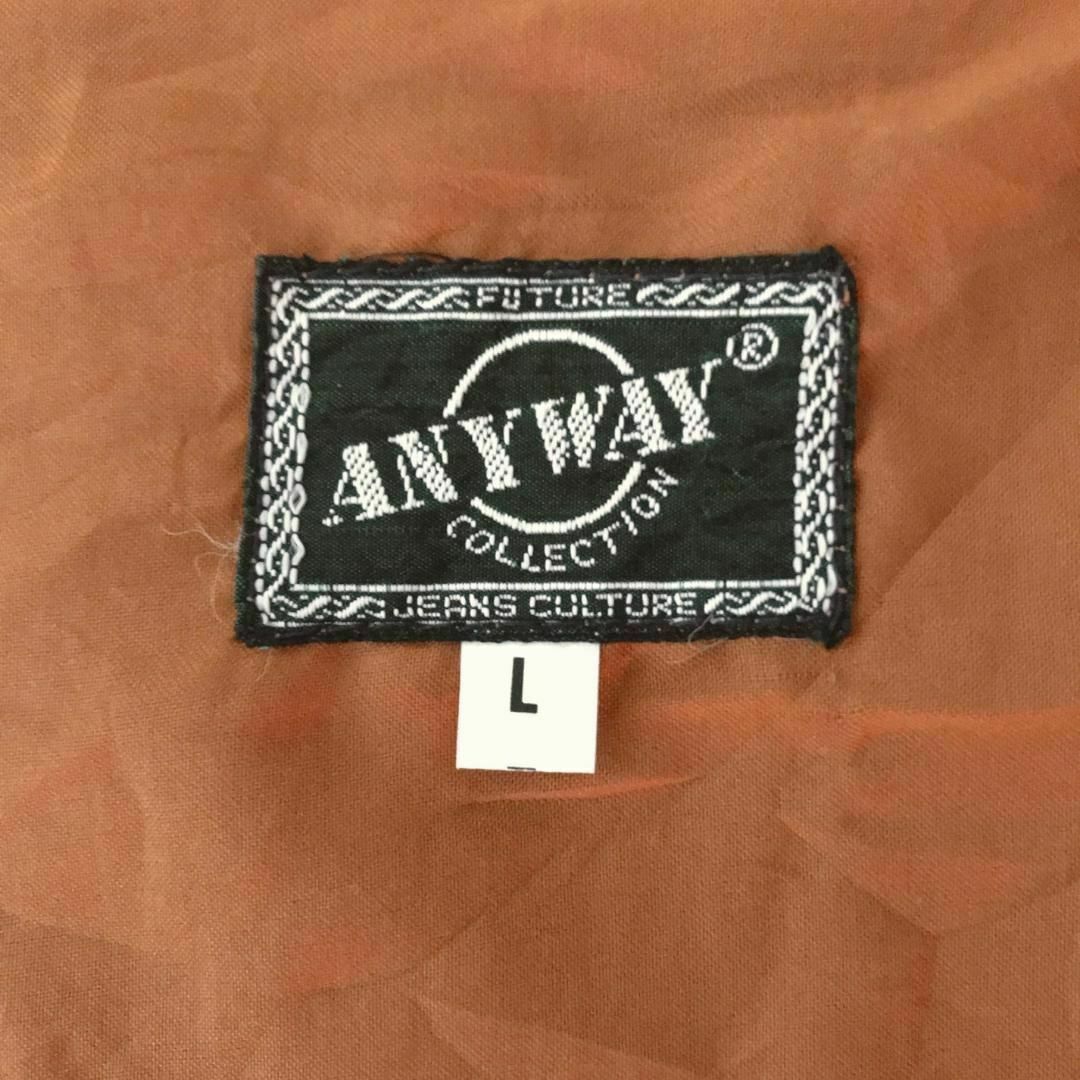 FUTURE
ANYWAY ®
COLLECTION
JEANS CULTURE
L